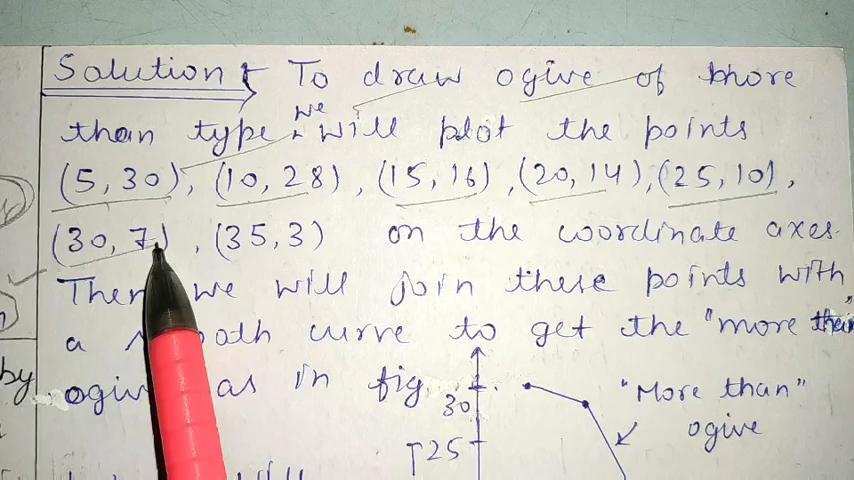 Solution :- To draw ogive of more
than type we will plot the points
(5, 30), (10, 28), (15, 16), (20, 14), (25, 10),
(30, 7), (35, 3) on the coordinate axes.
Then we will join these points with
a curve to get the "more than"
as in fig.
by
30
"More than"
ogive
25